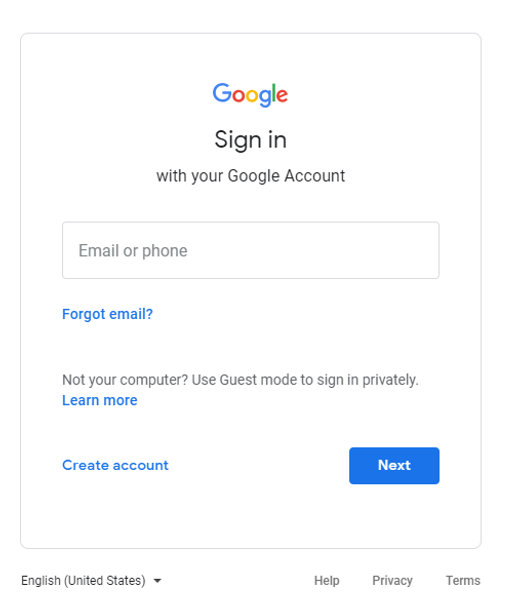 Google
Sign in
with your Google Account
Email or phone
Forgot email?
Not your computer? Use Guest mode to sign in privately.
Learn more
Create account
Next
English (United States)
Help
Privacy
Terms